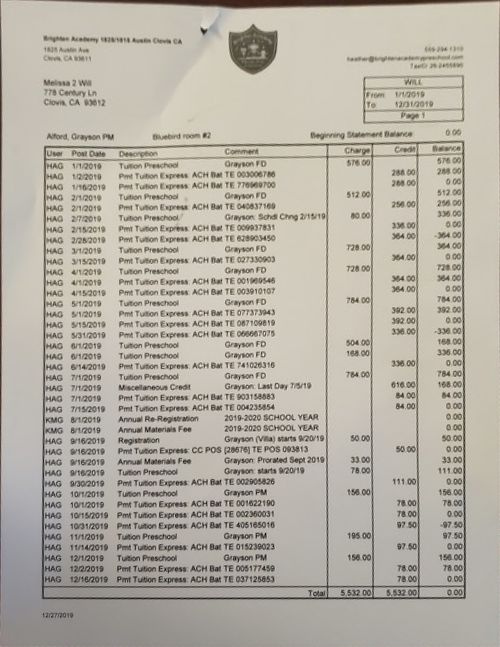 Brighten Academy 1825/1815 Austin Clovis CA
1825 Austin Ave
Clovis, CA 93611
559-294-1310
heather@brightenacademypreschool.com
Melissa 2 Will
778 Century Ln
Clovis, CA 93612
WILL
From: 1/1/2019
To: 12/31/2019
Page 1
Alford, Grayson PM Bluebird room #2 Beginning Statement Balance: 0.00
User Post Date Description Comment Charge Credit Balance
HAG 1/1/2019 Tuition Preschool Grayson FD 576.00 576.00
HAG 1/2/2019 Pmt Tuition Express: ACH Bat TE 003006786 288.00 288.00
HAG 1/16/2019 Pmt Tuition Express: ACH Bat TE 776969700 288.00 0.00
HAG 2/1/2019 Tuition Preschool Grayson FD 512.00 512.00
HAG 2/1/2019 Pmt Tuition Express: ACH Bat TE 040837169 256.00 256.00
HAG 2/7/2019 Tuition Preschool Grayson: Schdl Chng 2/15/19 80.00 336.00
HAG 2/15/2019 Pmt Tuition Express: ACH Bat TE 009937831 336.00 0.00
HAG 2/28/2019 Pmt Tuition Express: ACH Bat TE 628903450 364.00 -364.00
HAG 3/1/2019 Tuition Preschool Grayson FD 728.00 364.00
HAG 3/15/2019 Pmt Tuition Express: ACH Bat TE 027330903 364.00 0.00
HAG 4/1/2019 Tuition Preschool Grayson FD 728.00 728.00
HAG 4/1/2019 Pmt Tuition Express: ACH Bat TE 001969546 364.00 364.00
HAG 4/15/2019 Pmt Tuition Express: ACH Bat TE 003910107 364.00 0.00
HAG 5/1/2019 Tuition Preschool Grayson FD 784.00 784.00
HAG 5/1/2019 Pmt Tuition Express: ACH Bat TE 077373943 392.00 392.00
HAG 5/15/2019 Pmt Tuition Express: ACH Bat TE 087109819 392.00 0.00
HAG 5/31/2019 Pmt Tuition Express: ACH Bat TE 066667075 336.00 -336.00
HAG 6/1/2019 Tuition Preschool Grayson FD 504.00 168.00
HAG 6/1/2019 Tuition Preschool Grayson FD 168.00 336.00
HAG 6/14/2019 Pmt Tuition Express: ACH Bat TE 741026316 336.00 0.00
HAG 7/1/2019 Tuition Preschool Grayson FD 784.00 784.00
HAG 7/1/2019 Miscellaneous Credit Grayson: Last Day 7/5/19 616.00 168.00
HAG 7/1/2019 Pmt Tuition Express: ACH Bat TE 903158883 84.00 84.00
HAG 7/15/2019 Pmt Tuition Express: ACH Bat TE 004235854 84.00 0.00
KMG 8/1/2019 Annual Re-Registration 2019-2020 SCHOOL YEAR 0.00
KMG 8/1/2019 Annual Materials Fee 2019-2020 SCHOOL YEAR 0.00
HAG 9/16/2019 Registration Grayson (Villa) starts 9/20/19 50.00 50.00
HAG 9/16/2019 Pmt Tuition Express: CC POS [28676] TE POS 093813 50.00 0.00
HAG 9/16/2019 Annual Materials Fee Grayson: Prorated Sept 2019 33.00 33.00
HAG 9/16/2019 Tuition Preschool Grayson: starts 9/20/19 78.00 111.00
HAG 9/30/2019 Pmt Tuition Express: ACH Bat TE 002905826 111.00 0.00
HAG 10/1/2019 Tuition Preschool Grayson PM 156.00 156.00
HAG 10/1/2019 Pmt Tuition Express: ACH Bat TE 001622190 78.00 78.00
HAG 10/15/2019 Pmt Tuition Express: ACH Bat TE 002360031 78.00 0.00
HAG 10/31/2019 Pmt Tuition Express: ACH Bat TE 405165016 97.50 -97.50
HAG 11/1/2019 Tuition Preschool Grayson PM 195.00 97.50
HAG 11/14/2019 Pmt Tuition Express: ACH Bat TE 015239023 97.50 0.00
HAG 12/1/2019 Tuition Preschool Grayson PM 156.00 156.00
HAG 12/2/2019 Pmt Tuition Express: ACH Bat TE 005177459 78.00 78.00
HAG 12/16/2019 Pmt Tuition Express: ACH Bat TE 037125853 78.00 0.00
Total 5,532.00 5,532.00 0.00
12/27/2019